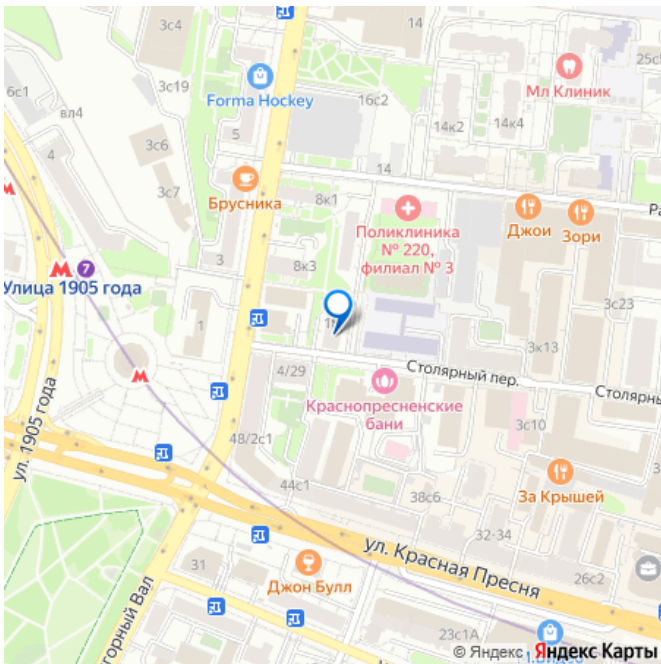 3с4
25с5
3с19
Forma Hockey
16с2
Мл Клиник
6с1
вл4
5
14к2
14к4
3с6
4
3с7
Брусника
14
8к1
Поликлиника
№ 220,
филиал № 3
Джои
Зори
Ра
3
8к3
7
Улица 1905 года
3с23
1
3к13
4/29
Столярный пер.
Столярны
Краснопресненские
бани
ул. 1905 года
48/2с1
3с10
44с1
38с6
За Крышей
32-34
ул. Красная Пресня
31
Джон Булл
26с2
горный Вал
23с1А
© Яндекс Яндекс Карты